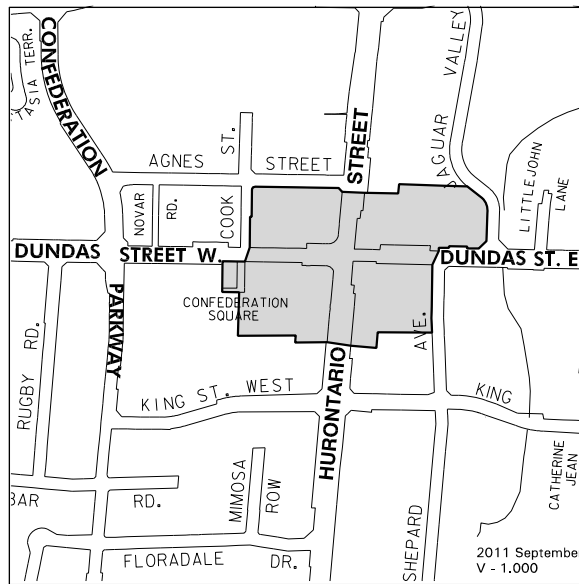 CONFEDERATION
PARKWAY
ASIA TERR.
AGNES STREET
COOK ST.
NOVAR RD.
HURONTARIO STREET
JAGUAR VALLEY
LITTLEJOHN LANE
DUNDAS STREET W.
DUNDAS ST. E
CONFEDERATION
SQUARE
RUGBY RD.
KING ST. WEST
AVE.
KING
CATHERINE
JEAN
MIMOSA ROW
BAR RD.
FLORADALE DR.
SHEPARD
2011 September
V - 1.000